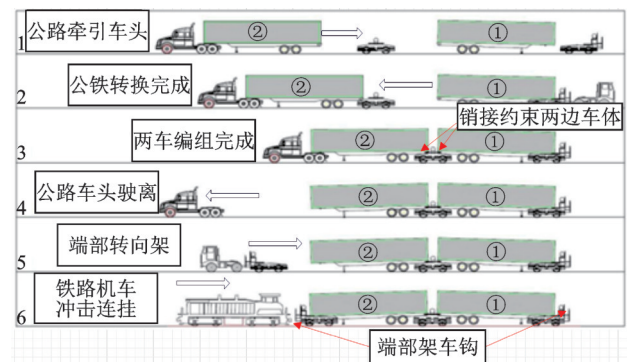 1
公路牵引车头
②
①
2
公铁转换完成
②
①
销接约束两边车体
3
两车编组完成
②
①
4
公路车头驶离
②
①
5
端部转向架
②
①
6
铁路机车
冲击连挂
②
①
端部架车钩